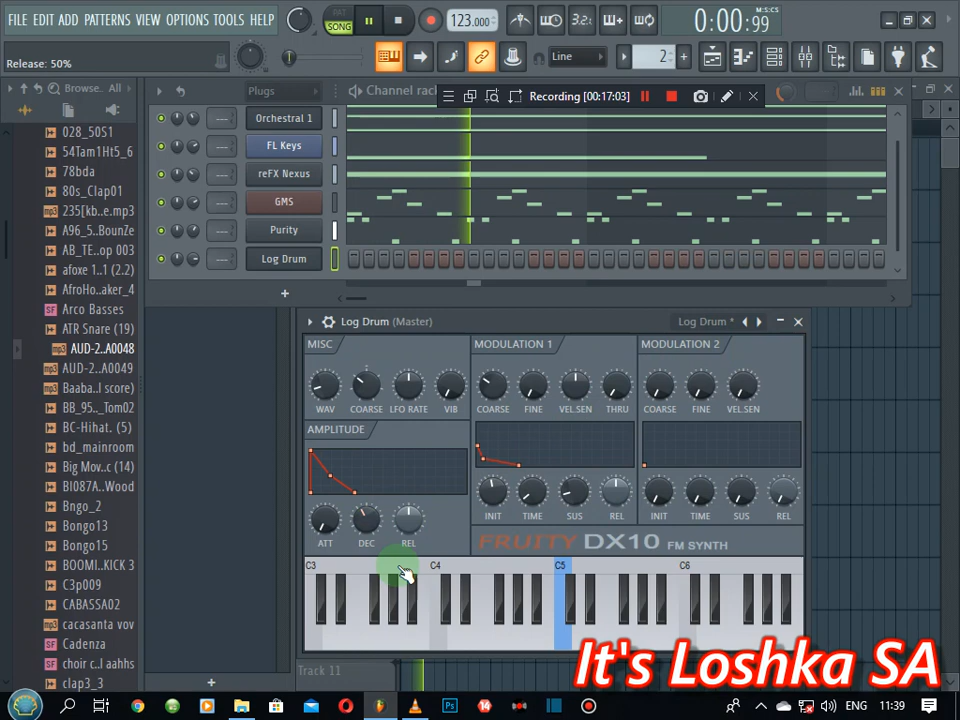 FILE EDIT ADD PATTERNS VIEW OPTIONS TOOLS HELP
PAT
SONG
123.000
3.2
0:00:99
M:S:CS
Release: 50%
Line
2
Browse.. All
Plugs
Channel rack
Recording [00:17:03]
028_50S1
54Tam1Ht5_6
78bda
80s_Clap01
235[kb..e.mp3
A96_5..BounZe
AB_TE..op 003
afoxe 1..1 (2.2)
AfroHo..aker_4
Arco Basses
ATR Snare (19)
AUD-2..A0048
AUD-2..A0049
Baaba..l score)
BB_95.._Tom02
BC-Hihat. (5)
bd_mainroom
Big Mov..c (14)
BI087A..Wood
Bngo_2
Bongo13
Bongo15
BOOMI..KICK 3
C3p009
CABASSA02
cacasanta vov
Cadenza
choir c..l aahhs
clap3_3
Orchestral 1
FL Keys
reFX Nexus
GMS
Purity
Log Drum
Log Drum (Master)
Log Drum *
MISC
WAV COARSE LFO RATE VIB
AMPLITUDE
ATT DEC REL
MODULATION 1
COARSE FINE VEL.SEN THRU
INIT TIME SUS REL
MODULATION 2
COARSE FINE VEL.SEN
INIT TIME SUS REL
FRUITY DX10 FM SYNTH
C3 C4 C5 C6
Track 11
It's Loshka SA
ENG 11:39